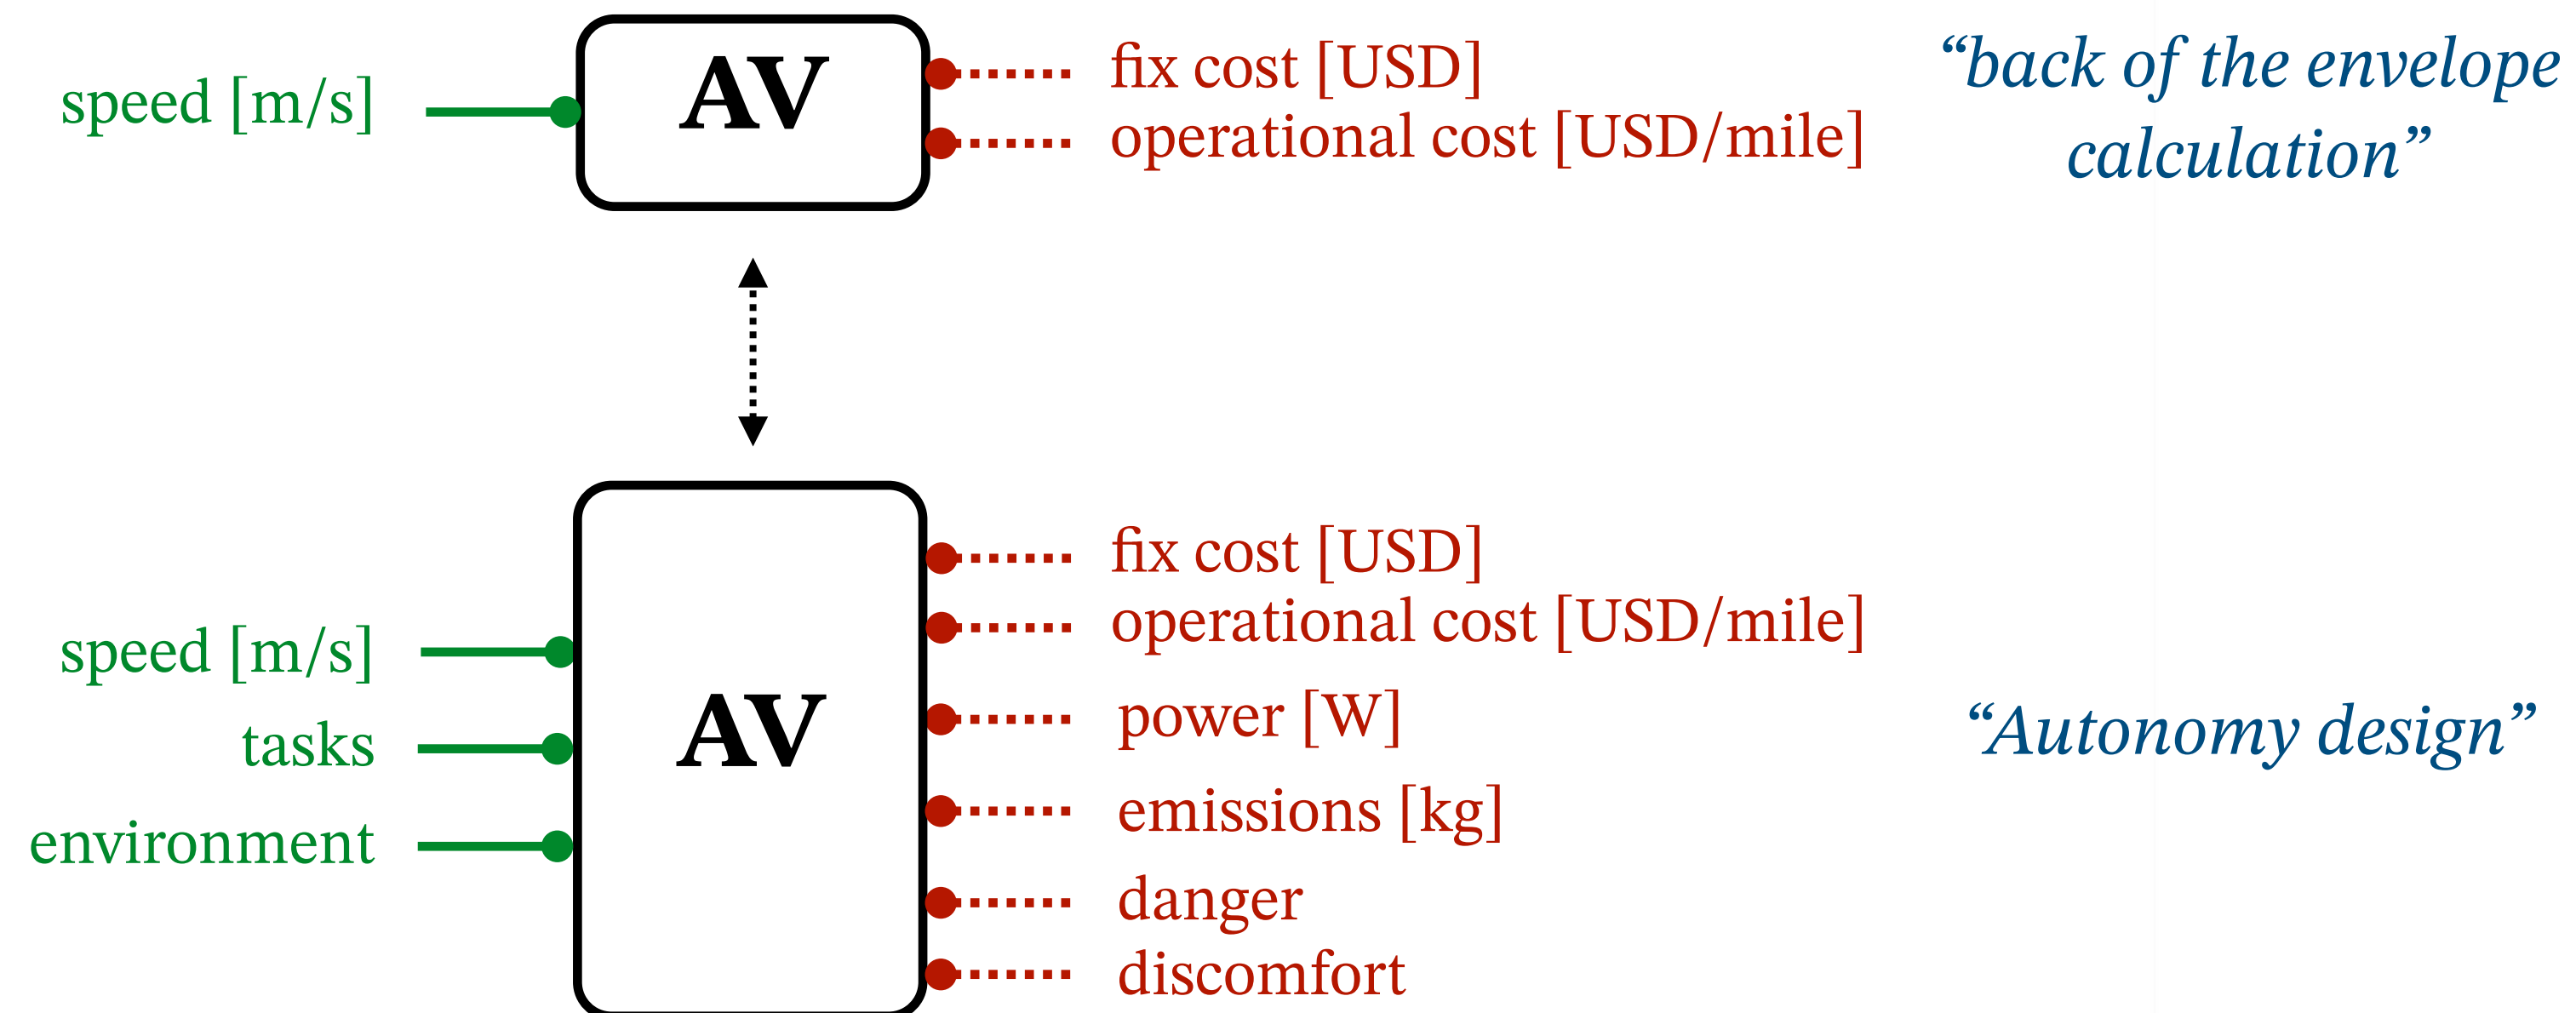 speed [m/s]
AV
fix cost [USD]
operational cost [USD/mile]
“back of the envelope
calculation”
speed [m/s]
tasks
environment
AV
fix cost [USD]
operational cost [USD/mile]
power [W]
emissions [kg]
danger
discomfort
“Autonomy design”